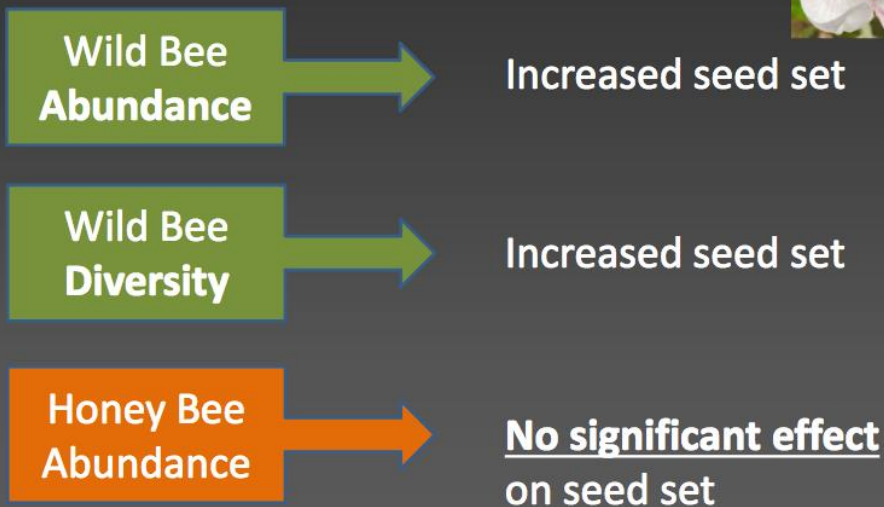 Wild Bee
Abundance
Increased seed set
Wild Bee
Diversity
Increased seed set
Honey Bee
Abundance
No significant effect
on seed set